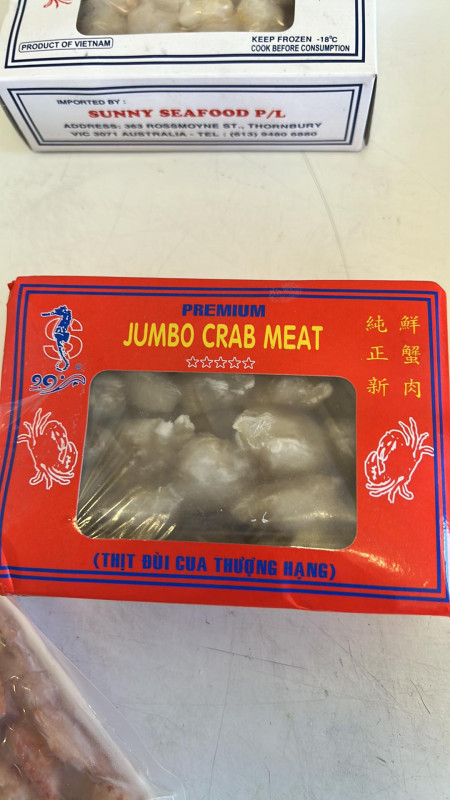 PRODUCT OF VIETNAM
KEEP FROZEN -18°C
COOK BEFORE CONSUMPTION
IMPORTED BY :
SUNNY SEAFOOD P/L
ADDRESS: 363 ROSSMOYNE ST., THORNBURY
VIC 3071 AUSTRALIA - TEL : (613) 9480 6880
PREMIUM
JUMBO CRAB MEAT
29
鮮蟹肉
純正新
(THỊT ĐÙI CUA THƯỢNG HẠNG)